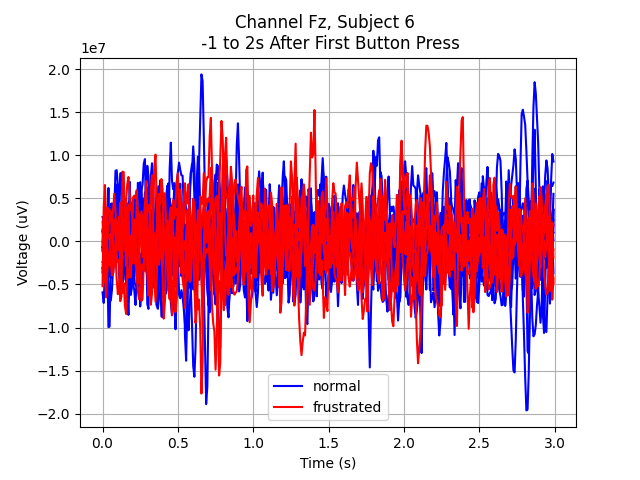 Channel Fz, Subject 6
-1 to 2s After First Button Press
1e7
2.0
1.5
1.0
0.5
0.0
−0.5
−1.0
−1.5
−2.0
Voltage (uV)
normal
frustrated
0.0 0.5 1.0 1.5 2.0 2.5 3.0
Time (s)